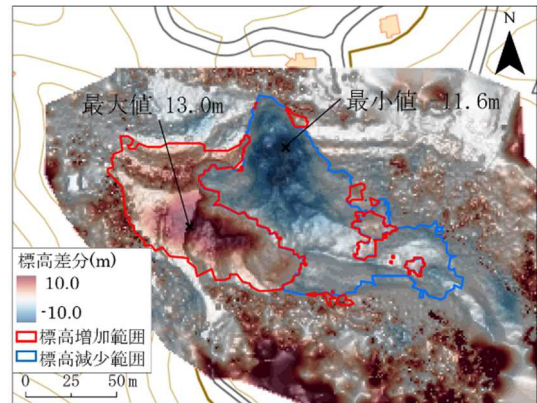 N
最大値 13.0m
最小値 -11.6m
標高差分(m)
10.0
-10.0
標高増加範囲
標高減少範囲
0 25 50 m